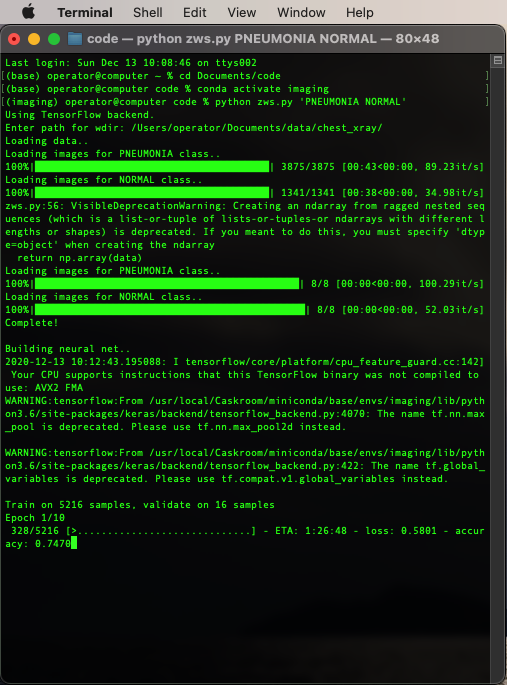 Terminal Shell Edit View Window Help
code — python zws.py PNEUMONIA NORMAL — 80×48
Last login: Sun Dec 13 10:08:46 on ttys002
[(base) operator@computer ~ % cd Documents/code ]
[(base) operator@computer code % conda activate imaging ]
[(imaging) operator@computer code % python zws.py 'PNEUMONIA NORMAL' ]
Using TensorFlow backend.
Enter path for wdir: /Users/operator/Documents/data/chest_xray/
Loading data..
Loading images for PNEUMONIA class..
100%| | 3875/3875 [00:43<00:00, 89.23it/s]
Loading images for NORMAL class..
100%| | 1341/1341 [00:38<00:00, 34.98it/s]
zws.py:56: VisibleDeprecationWarning: Creating an ndarray from ragged nested seq
uences (which is a list-or-tuple of lists-or-tuples-or ndarrays with different l
engths or shapes) is deprecated. If you meant to do this, you must specify 'dtyp
e=object' when creating the ndarray
return np.array(data)
Loading images for PNEUMONIA class..
100%| | 8/8 [00:00<00:00, 100.29it/s]
Loading images for NORMAL class..
100%| | 8/8 [00:00<00:00, 52.03it/s]
Complete!
Building neural net..
2020-12-13 10:12:43.195088: I tensorflow/core/platform/cpu_feature_guard.cc:142]
Your CPU supports instructions that this TensorFlow binary was not compiled to
use: AVX2 FMA
WARNING:tensorflow:From /usr/local/Caskroom/miniconda/base/envs/imaging/lib/pyth
on3.6/site-packages/keras/backend/tensorflow_backend.py:4070: The name tf.nn.max
_pool is deprecated. Please use tf.nn.max_pool2d instead.
WARNING:tensorflow:From /usr/local/Caskroom/miniconda/base/envs/imaging/lib/pyth
on3.6/site-packages/keras/backend/tensorflow_backend.py:422: The name tf.global_
variables is deprecated. Please use tf.compat.v1.global_variables instead.
Train on 5216 samples, validate on 16 samples
Epoch 1/10
328/5216 [>.............................] - ETA: 1:26:48 - loss: 0.5801 - accur
acy: 0.7470